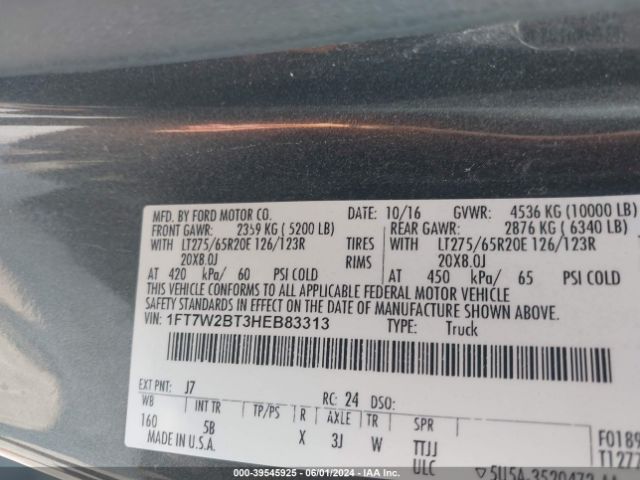 MFD. BY FORD MOTOR CO. 10/16 GVWR: 4536 KG (10000 LB)
FRONT GAWR: 2359 KG ( 5200 LB) REAR GAWR: 2876 KG ( 6340 LB)
WITH LT275/65R20E 126/123R TIRES WITH LT275/65R20E 126/123R
20X8.0J RIMS 20X8.0J
AT 420 kPa/ 60 PSI COLD AT 450 kPa/ 65 PSI COLD
THIS VEHICLE CONFORMS TO ALL APPLICABLE FEDERAL MOTOR VEHICLE
SAFETY STANDARDS IN EFFECT ON THE DATE OF MANUFACTURE SHOWN ABOVE.
VIN: 1FT7W2BT3HEB83313 TYPE: Truck
EXT PNT: J7 RC: 24 DSO:
WB INT TR TP/PS R AXLE TR SPR
160 5B X 3J W TTJJ
MADE IN U.S.A. ULC
F0189
T1277
000-39545925 - 06/01/2024 - IAAI.com